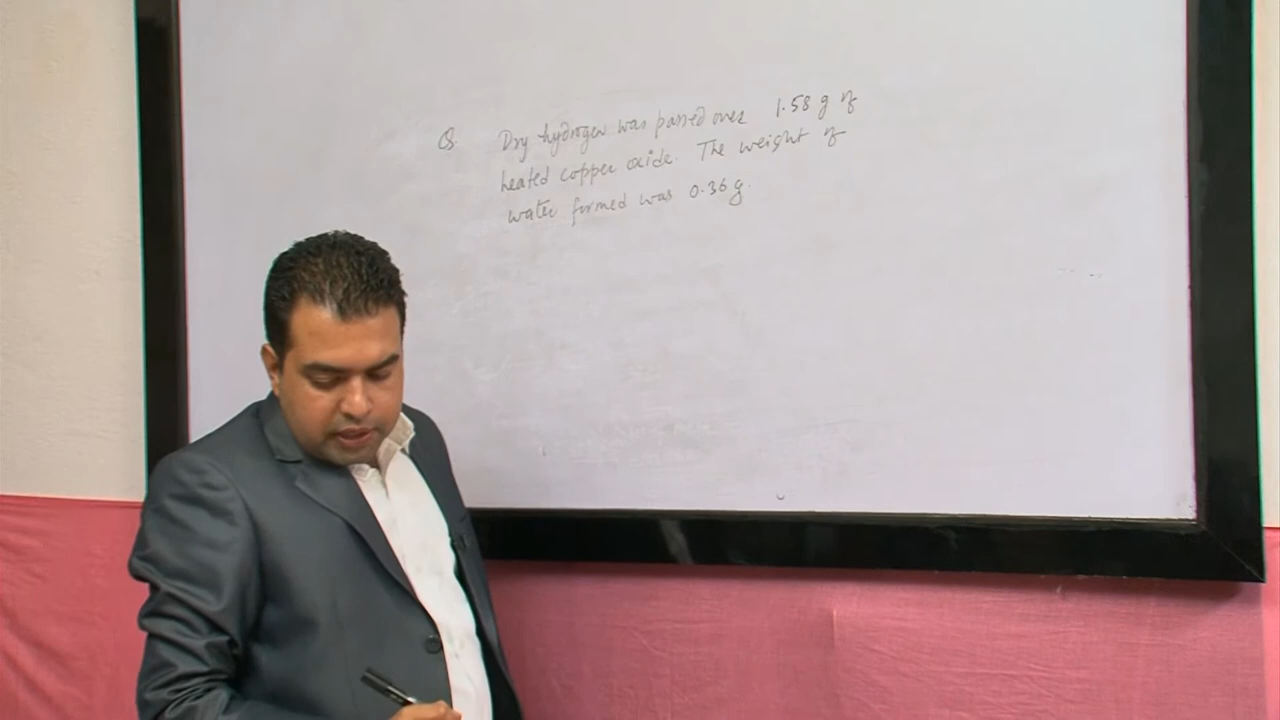 Q. Dry hydrogen was passed over 1.58 g of
heated copper oxide. The weight of
water formed was 0.36 g.